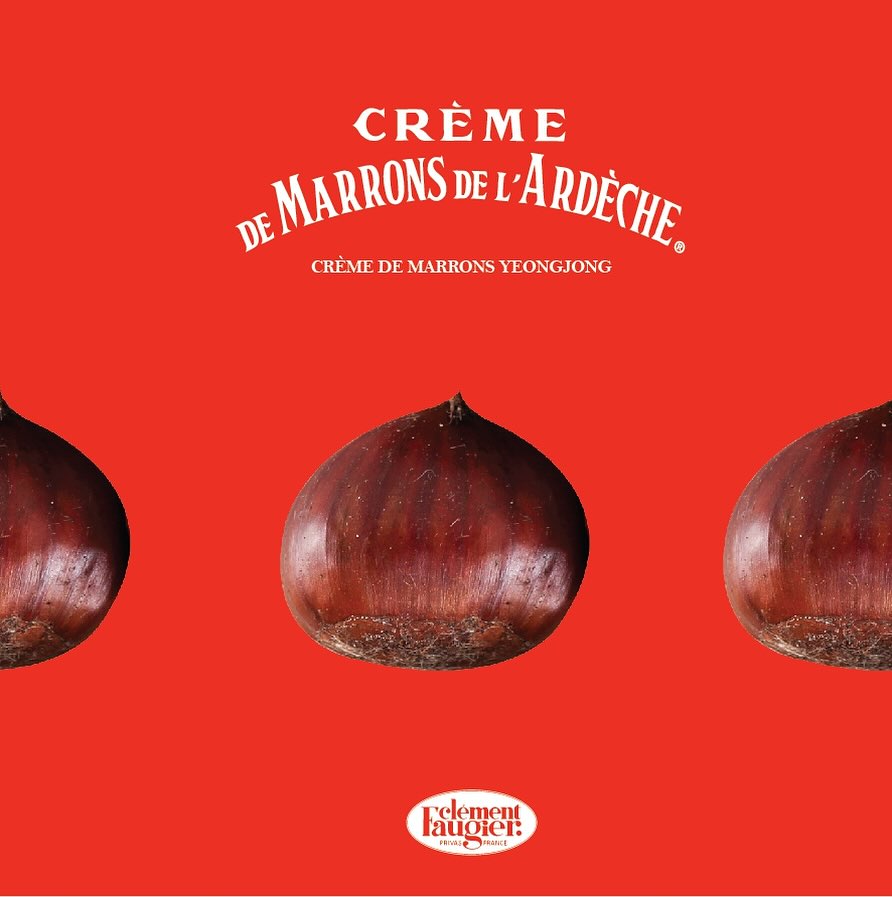 CRÈME
DE MARRONS DE L'ARDÈCHE®
CRÈME DE MARRONS YEONGJONG
clément
Faugier:
PRIVAS FRANCE